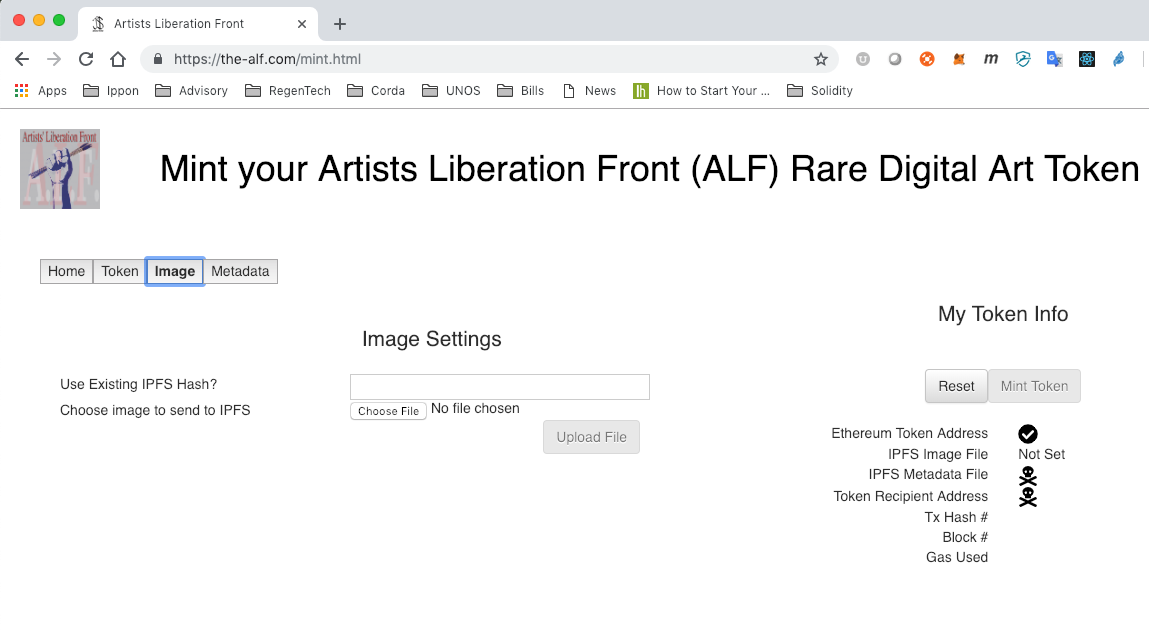 Artists Liberation Front
https://the-alf.com/mint.html
Apps Ippon Advisory RegenTech Corda UNOS Bills News How to Start Your ... Solidity
Artists' Liberation Front
A.L.F.
Mint your Artists Liberation Front (ALF) Rare Digital Art Token
Home Token Image Metadata
My Token Info
Image Settings
Use Existing IPFS Hash?
Choose image to send to IPFS Choose File No file chosen
Upload File
Reset Mint Token
Ethereum Token Address
IPFS Image File Not Set
IPFS Metadata File
Token Recipient Address
Tx Hash #
Block #
Gas Used